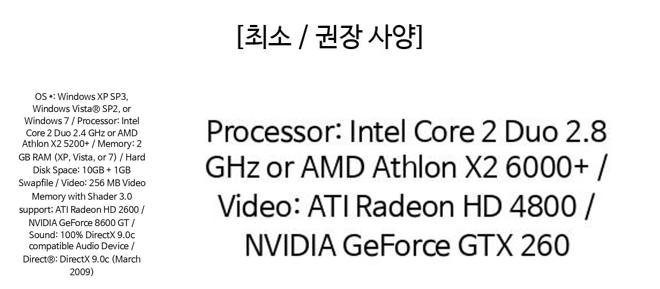 [최소 / 권장 사양]
OS *: Windows XP SP3,
Windows Vista® SP2, or
Windows 7 / Processor: Intel
Core 2 Duo 2.4 GHz or AMD
Athlon X2 5200+ / Memory: 2
GB RAM (XP, Vista, or 7) / Hard
Disk Space: 10GB + 1GB
Swapfile / Video: 256 MB Video
Memory with Shader 3.0
support: ATI Radeon HD 2600 /
NVIDIA GeForce 8600 GT /
Sound: 100% DirectX 9.0c
compatible Audio Device /
Direct®: DirectX 9.0c (March
2009)
Processor: Intel Core 2 Duo 2.8
GHz or AMD Athlon X2 6000+ /
Video: ATI Radeon HD 4800 /
NVIDIA GeForce GTX 260